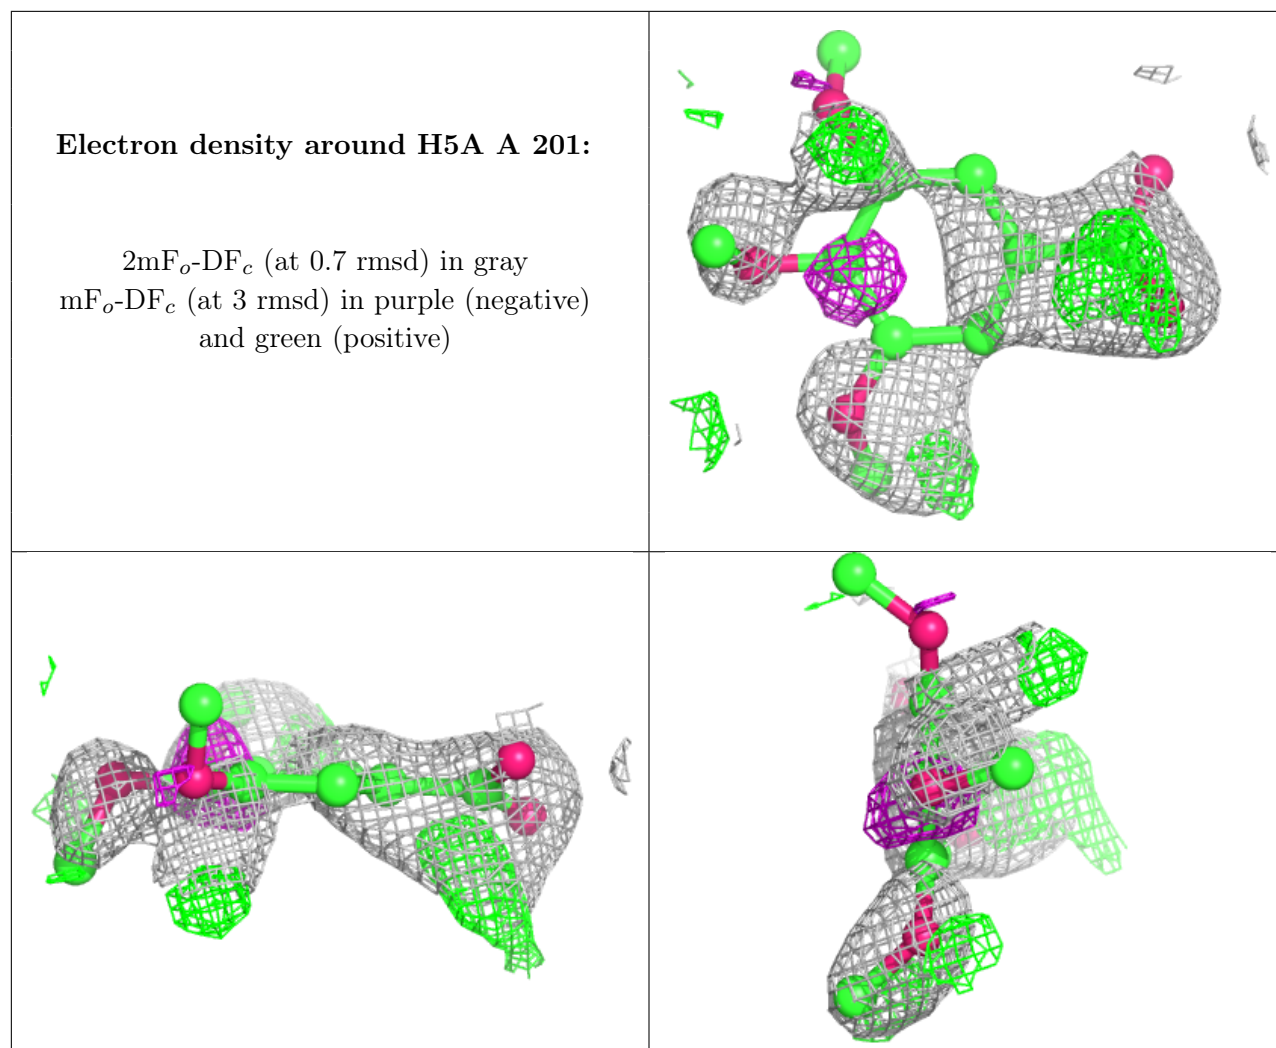 Electron density around H5A A 201:
2mFo-DFc (at 0.7 rmsd) in gray
mFo-DFc (at 3 rmsd) in purple (negative)
and green (positive)